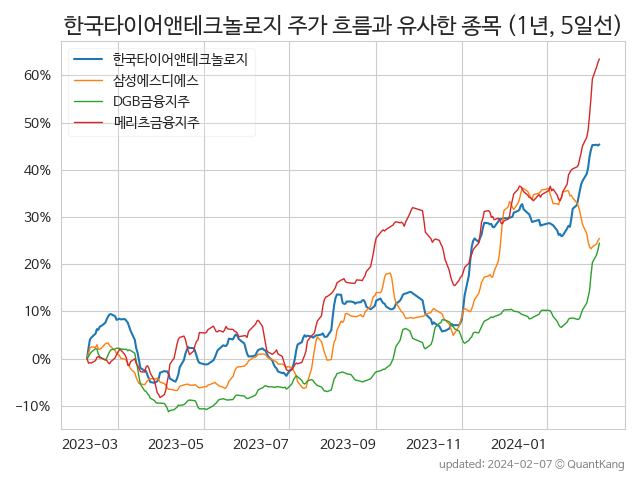 한국타이어앤테크놀로지 주가 흐름과 유사한 종목 (1년, 5일선)
한국타이어앤테크놀로지
삼성에스디에스
DGB금융지주
메리츠금융지주
60%
50%
40%
30%
20%
10%
0%
−10%
2023-03 2023-05 2023-07 2023-09 2023-11 2024-01
updated: 2024-02-07 © QuantKang